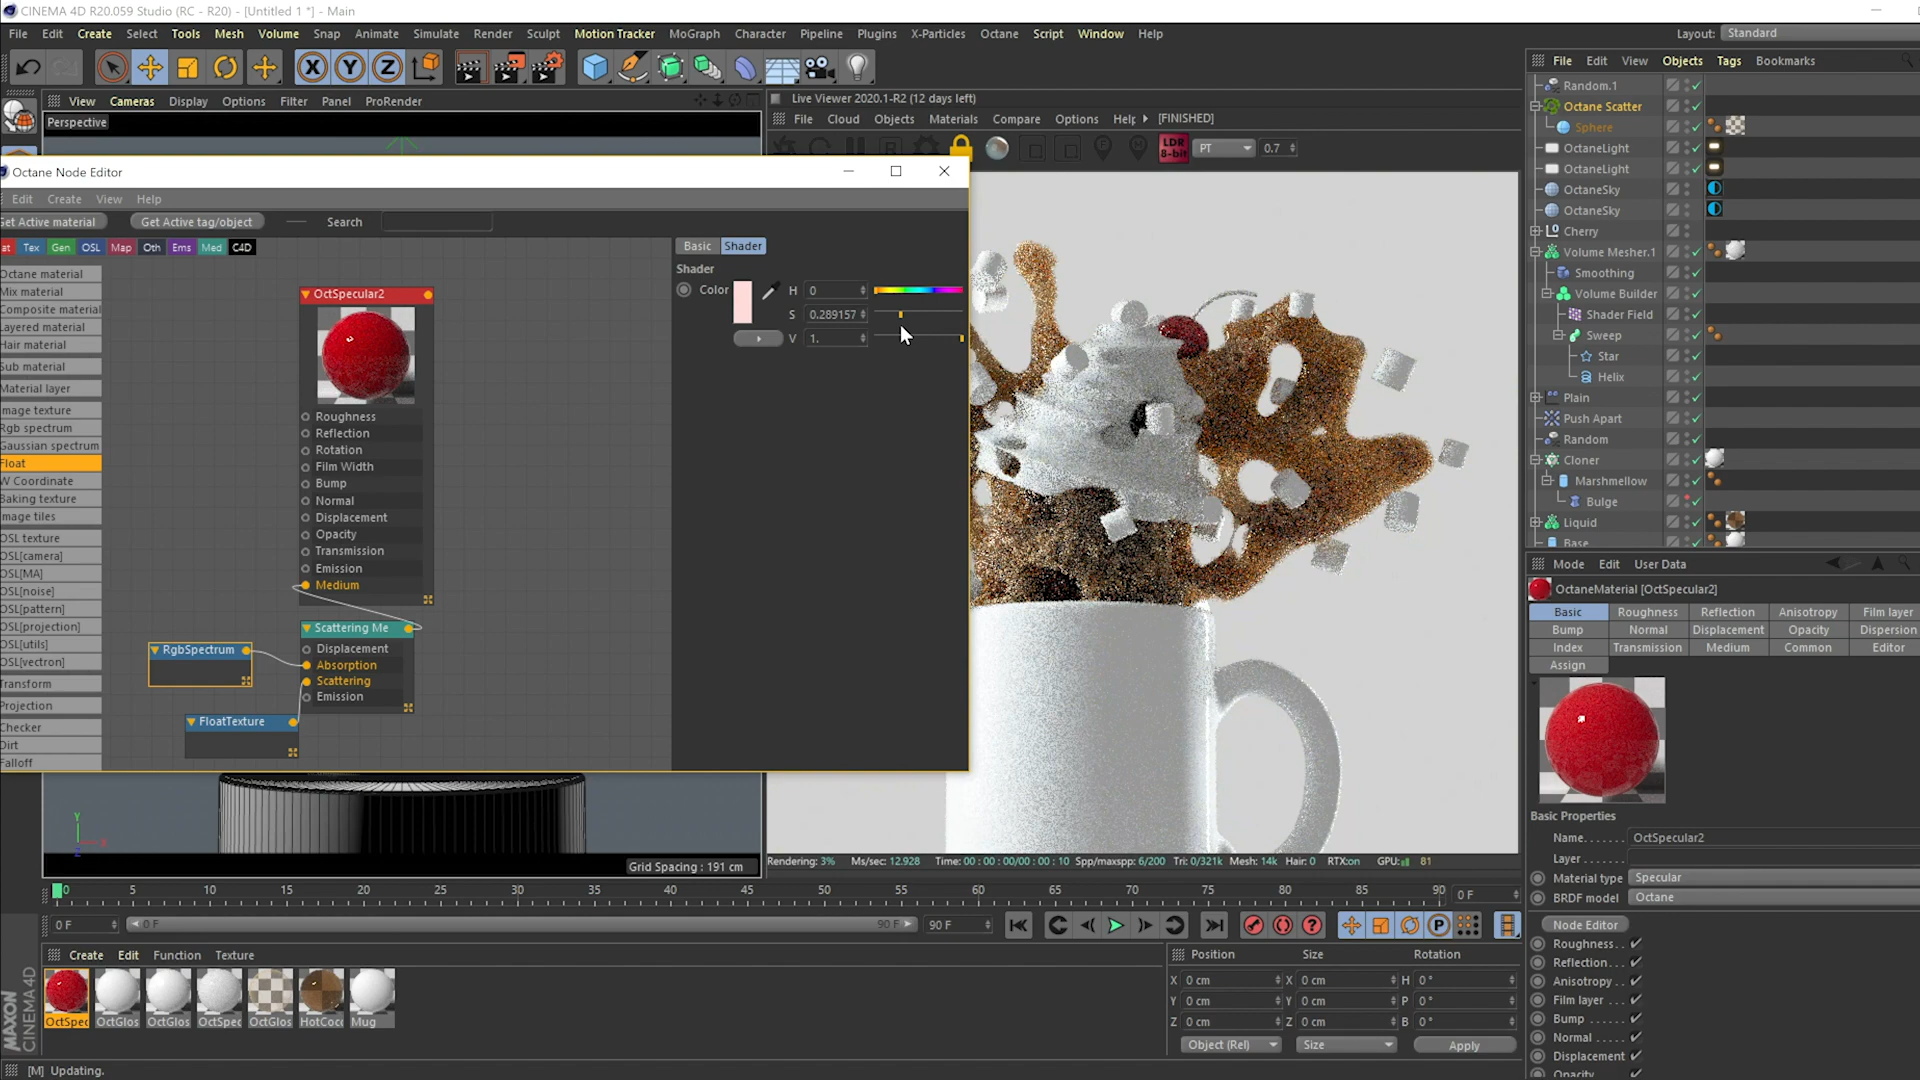 CINEMA 4D R20.059 Studio (RC - R20) - [Untitled 1 *] - Main
File Edit Create Select Tools Mesh Volume Snap Animate Simulate Render Sculpt Motion Tracker MoGraph Character Pipeline Plugins X-Particles Octane Script Window Help
Layout: Standard
View Cameras Display Options Filter Panel ProRender
Perspective
Live Viewer 2020.1-R2 (12 days left)
File Cloud Objects Materials Compare Options Help [FINISHED]
LDR 8-bit PT 0.7
Octane Node Editor
Edit Create View Help
Get Active material Get Active tag/object Search
at Tex Gen OSL Map Oth Ems Med C4D
Octane material
Mix material
Composite material
Layered material
Hair material
Sub material
Material layer
mage texture
Rgb spectrum
Gaussian spectrum
Float
W Coordinate
Baking texture
mage tiles
OSL texture
OSL[camera]
OSL[MA]
OSL[noise]
OSL[pattern]
OSL[projection]
OSL[utils]
OSL[vectron]
Transform
Projection
Checker
Dirt
Falloff
OctSpecular2
Roughness
Reflection
Rotation
Film Width
Bump
Normal
Displacement
Opacity
Transmission
Emission
Medium
Scattering Me
Displacement
Absorption
Scattering
Emission
RgbSpectrum
FloatTexture
Basic Shader
Shader
Color H 0
S 0.289157
V 1.
Grid Spacing : 191 cm
Y
Rendering: 3% Ms/sec: 12.928 Time: 00 : 00 : 00/00 : 00 : 10 Spp/maxspp: 6/200 Tri: 0/321k Mesh: 14k Hair: 0 RTX:on GPU: 81
0 5 10 15 20 25 30 35 40 45 50 55 60 65 70 75 80 85 90 0 F
0 F 0 F 90 F 90 F
Create Edit Function Texture
OctSpec OctGlos OctGlos OctSpec OctGlos HotCoco Mug
MAXON CINEMA 4D
[M] Updating.
Position Size Rotation
X 0 cm X 0 cm H 0 °
Y 0 cm Y 0 cm P 0 °
Z 0 cm Z 0 cm B 0 °
Object (Rel) Size Apply
File Edit View Objects Tags Bookmarks
Random.1
Octane Scatter
Sphere
OctaneLight
OctaneLight
OctaneSky
OctaneSky
Cherry
Volume Mesher.1
Smoothing
Volume Builder
Shader Field
Sweep
Star
Helix
Plain
Push Apart
Random
Cloner
Marshmellow
Bulge
Liquid
Base
Mode Edit User Data
OctaneMaterial [OctSpecular2]
Basic Roughness Reflection Anisotropy Film layer
Bump Normal Displacement Opacity Dispersion
Index Transmission Medium Common Editor
Assign
Basic Properties
Name. . . . . . . OctSpecular2
Layer . . . . . . .
Material type Specular
BRDF model Octane
Node Editor
Roughness. .
Reflection. . .
Anisotropy. .
Film layer . . .
Bump . . . . . .
Normal . . . . .
Displacement
Opacity